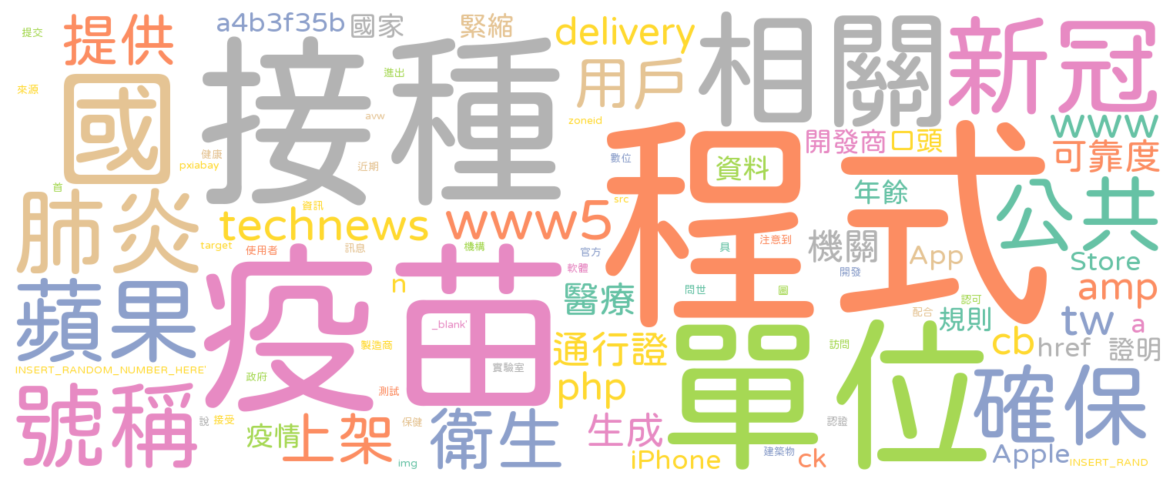 提交
提供
a4b3f35b
國家
緊縮
delivery
相關
新冠
來源
國
接種
進出
用戶
www
avw
zoneid
開發商
口頭
可靠度
健康
pxiabay
近期
數位
程式
資料
首
肺炎
資訊
technews
www5
src
年餘
公共
target
使用者
訊息
機構
官方
具
注意到
機關
App
Store
蘋果
疫苗
n
軟體
醫療
問世
圖
開發
認可
amp
_blank'
配合
規則
tw
a
製造商
通行證
單位
訪問
cb
href
證明
INSERT_RANDOM_NUMBER_HERE'
政府
實驗室
php
確保
號稱
測試
說
接受
疫情
上架
保健
衛生
生成
認證
img
iPhone
建築物
ck
Apple
INSERT_RAND